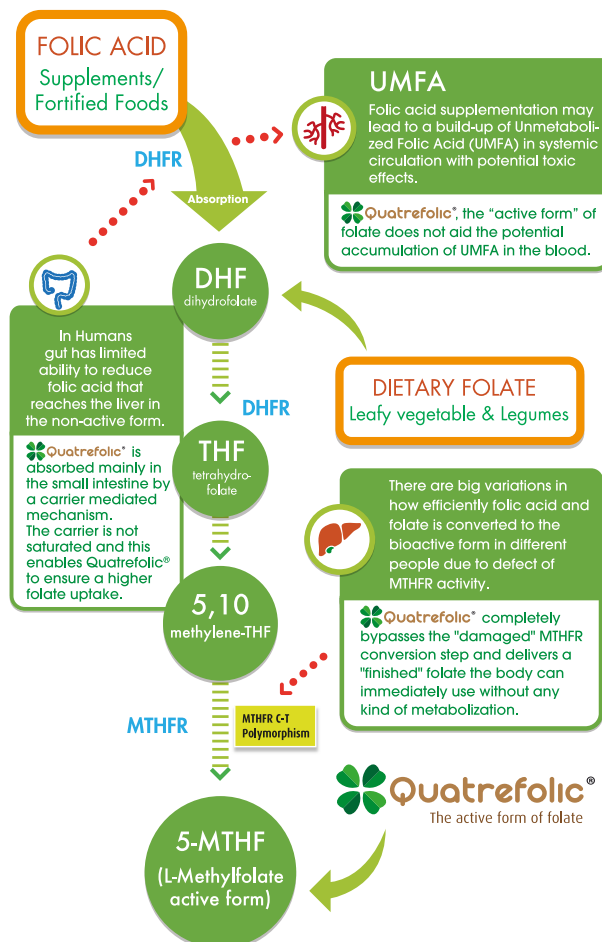 FOLIC ACID
Supplements/
Fortified Foods
DHFR
Absorption
UMFA
Folic acid supplementation may
lead to a build-up of Unmetaboli-
zed Folic Acid (UMFA) in systemic
circulation with potential toxic
effects.
Quatrefolic®, the “active form” of
folate does not aid the potential
accumulation of UMFA in the blood.
DHF
dihydrofolate
In Humans
gut has limited
ability to reduce
folic acid that
reaches the liver in
the non-active form.
Quatrefolic® is
absorbed mainly in
the small intestine by
a carrier mediated
mechanism.
The carrier is not
saturated and this
enables Quatrefolic®
to ensure a higher
folate uptake.
DHFR
DIETARY FOLATE
Leafy vegetable & Legumes
THF
tetrahydro-
folate
There are big variations in
how efficiently folic acid and
folate is converted to the
bioactive form in different
people due to defect of
MTHFR activity.
Quatrefolic® completely
bypasses the "damaged" MTHFR
conversion step and delivers a
"finished" folate the body can
immediately use without any
kind of metabolization.
5,10
methylene-THF
MTHFR
MTHFR C-T
Polymorphism
Quatrefolic®
The active form of folate
5-MTHF
(L-Methylfolate
active form)